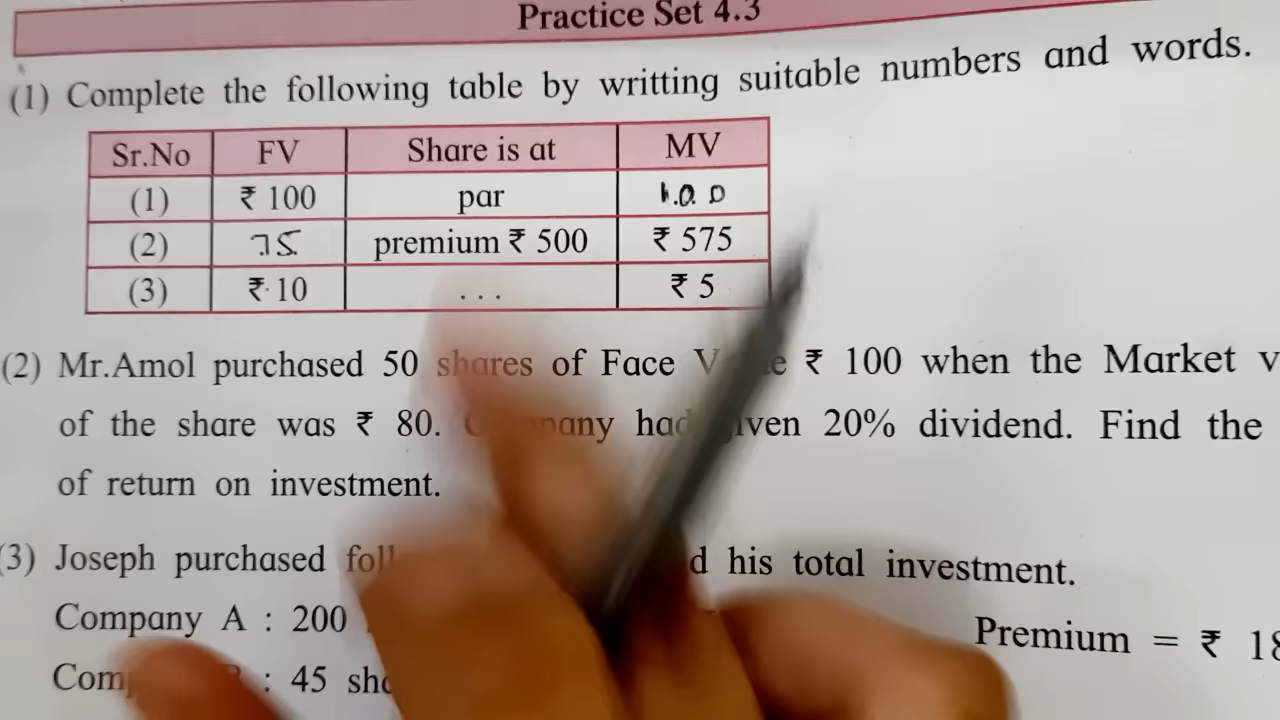 Practice Set 4.3
(1) Complete the following table by writting suitable numbers and words.
Sr.No FV Share is at MV
(1) ₹ 100 par 100
(2) 75 premium ₹ 500 ₹ 575
(3) ₹ 10 ... ₹ 5
(2) Mr.Amol purchased 50 shares of Face ₹ 100 when the Market
of the share was ₹ 80. had 20% dividend. Find the
of return on investment.
(3) Joseph purchased his total investment.
Company A : 200
Premium = ₹ 18
: 45